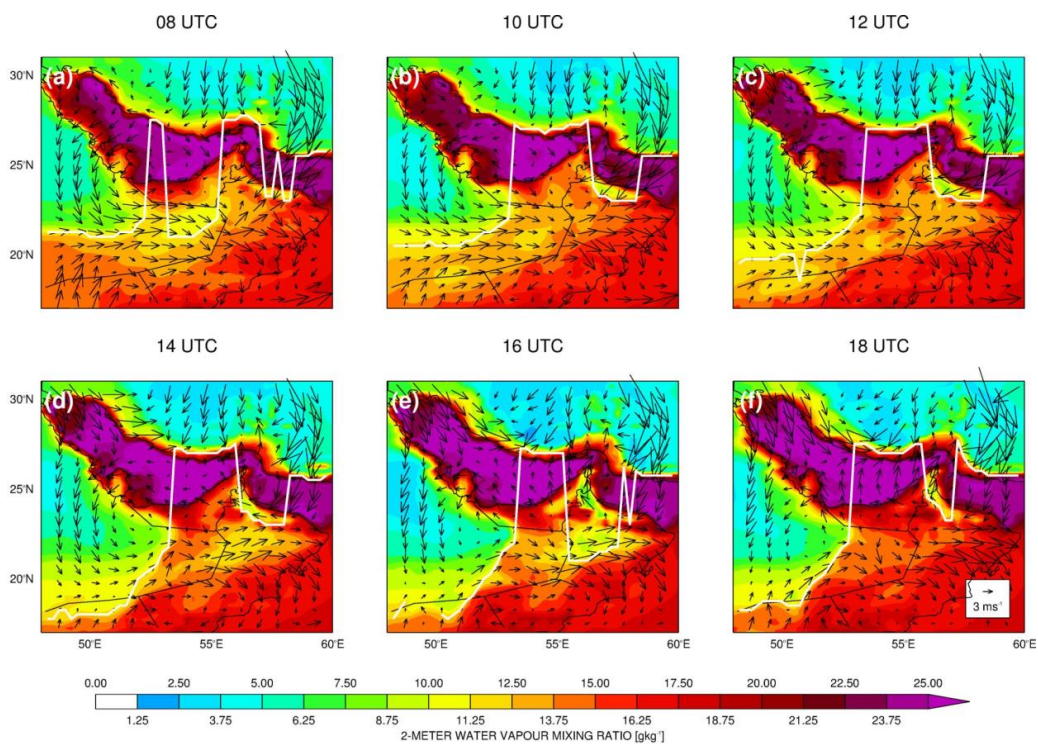 08 UTC 10 UTC 12 UTC
30°N (a) (b) (c)
25°N
20°N
14 UTC 16 UTC 18 UTC
30°N (d) (e) (f)
25°N
20°N
3 ms⁻¹
50°E 55°E 60°E 50°E 55°E 60°E 50°E 55°E 60°E
0.00 2.50 5.00 7.50 10.00 12.50 15.00 17.50 20.00 22.50 25.00
1.25 3.75 6.25 8.75 11.25 13.75 16.25 18.75 21.25 23.75
2-METER WATER VAPOUR MIXING RATIO [gkg⁻¹]